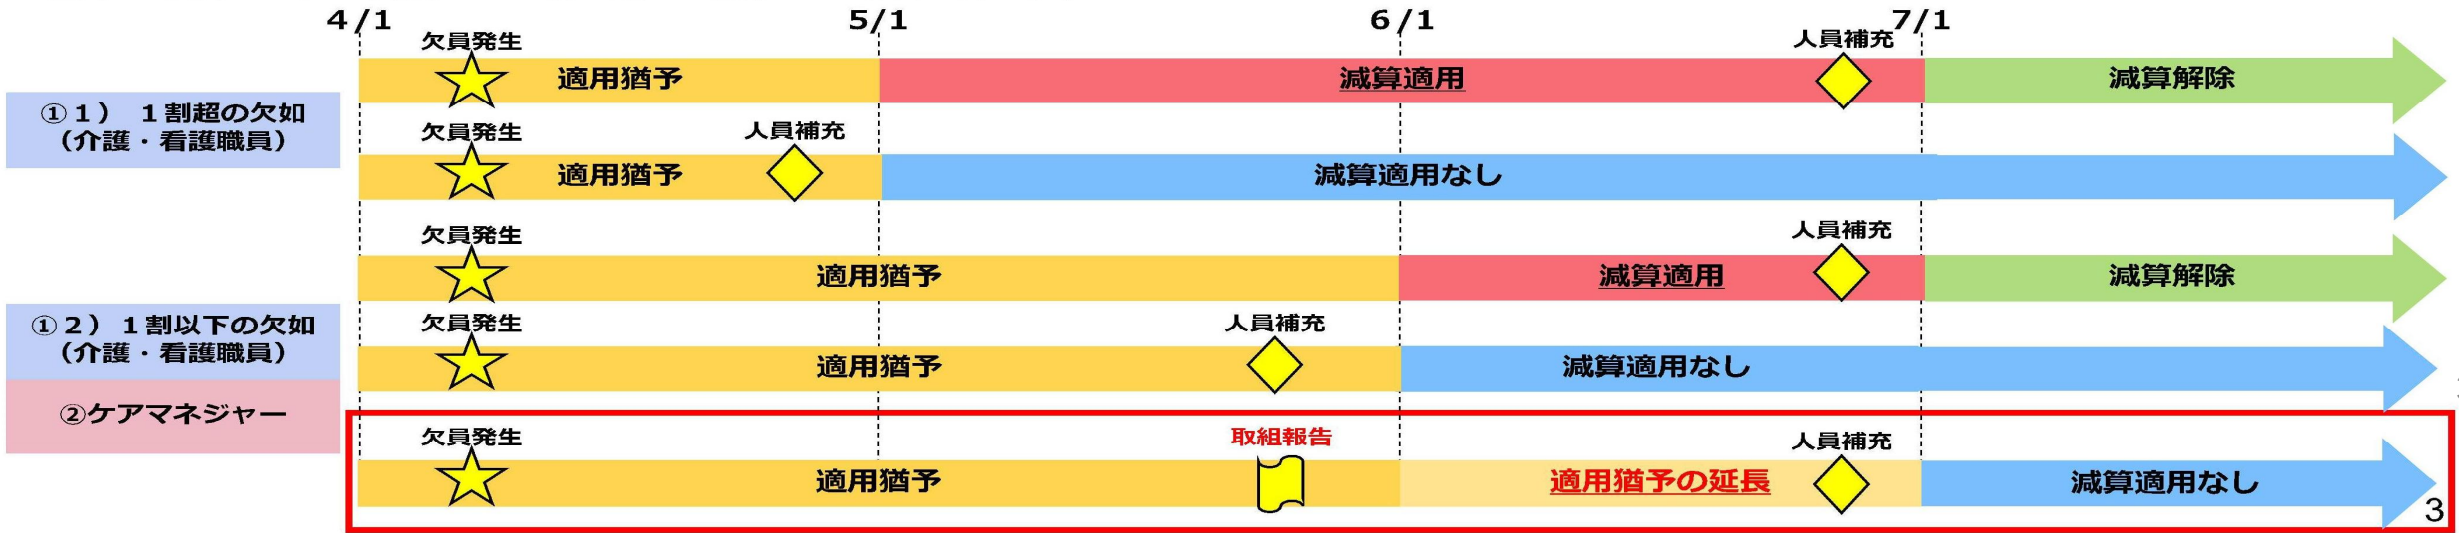 4/1
5/1
6/1
7/1
欠員発生
人員補充
適用猶予
減算適用
減算解除
①1) 1割超の欠如
(介護・看護職員)
欠員発生
人員補充
適用猶予
減算適用なし
欠員発生
人員補充
適用猶予
減算適用
減算解除
①2) 1割以下の欠如
(介護・看護職員)
欠員発生
人員補充
適用猶予
減算適用なし
②ケアマネジャー
欠員発生
取組報告
人員補充
適用猶予
適用猶予の延長
減算適用なし
3